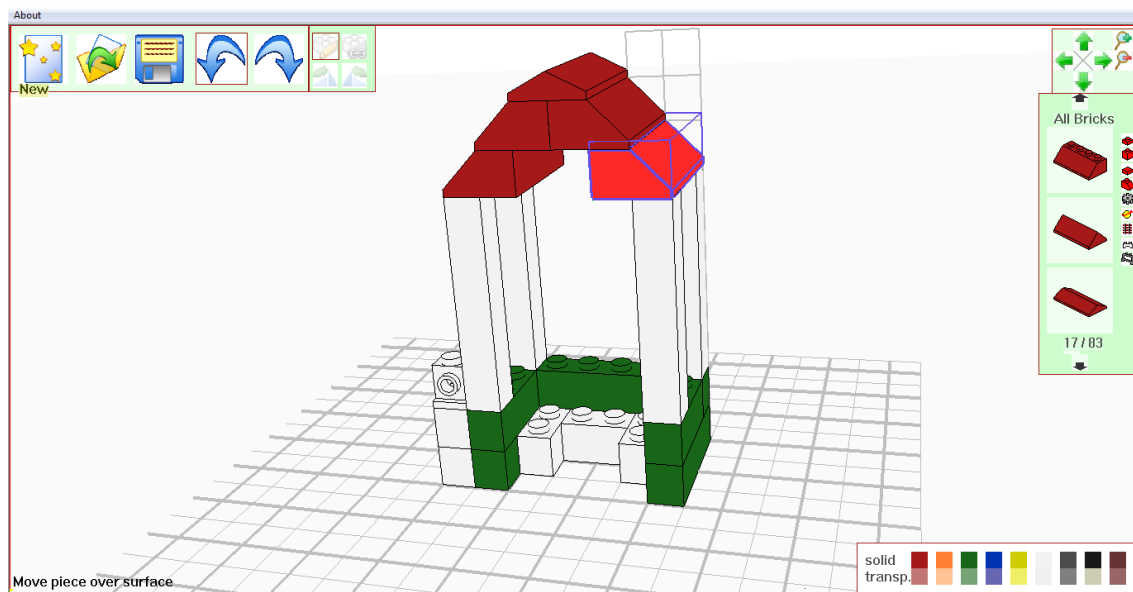 About
New
All Bricks
17 / 83
solid
transp.
Move piece over surface